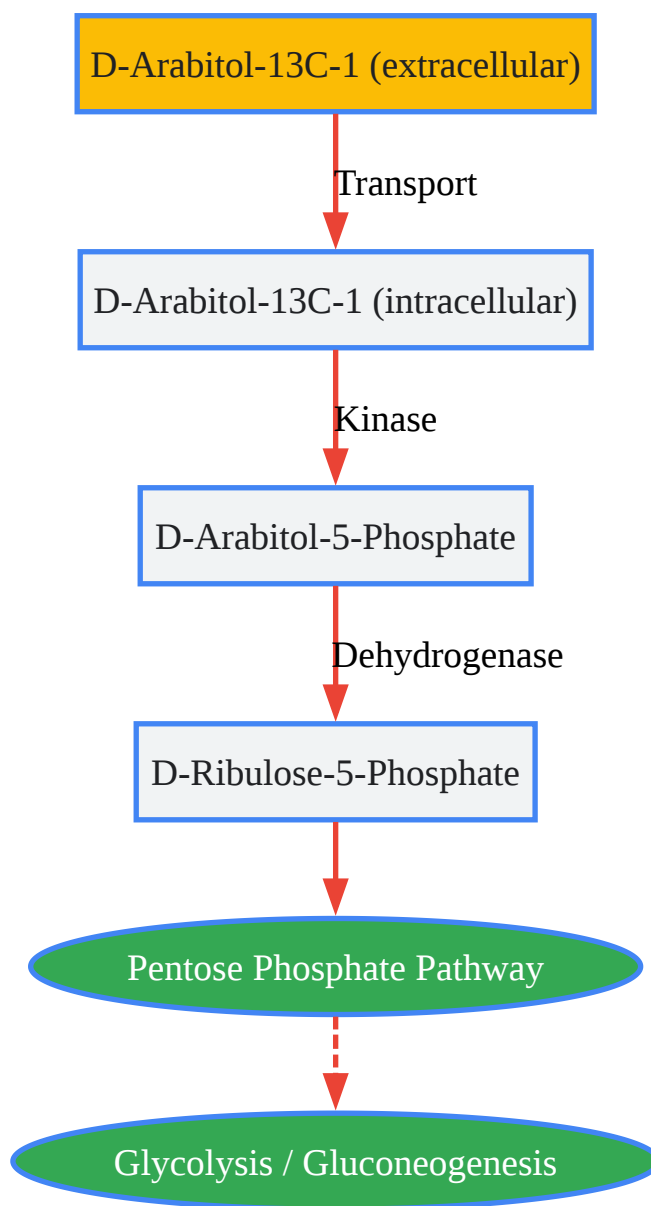 D-Arabitol-13C-1 (extracellular)
Transport
D-Arabitol-13C-1 (intracellular)
Kinase
D-Arabitol-5-Phosphate
Dehydrogenase
D-Ribulose-5-Phosphate
Pentose Phosphate Pathway
Glycolysis / Gluconeogenesis